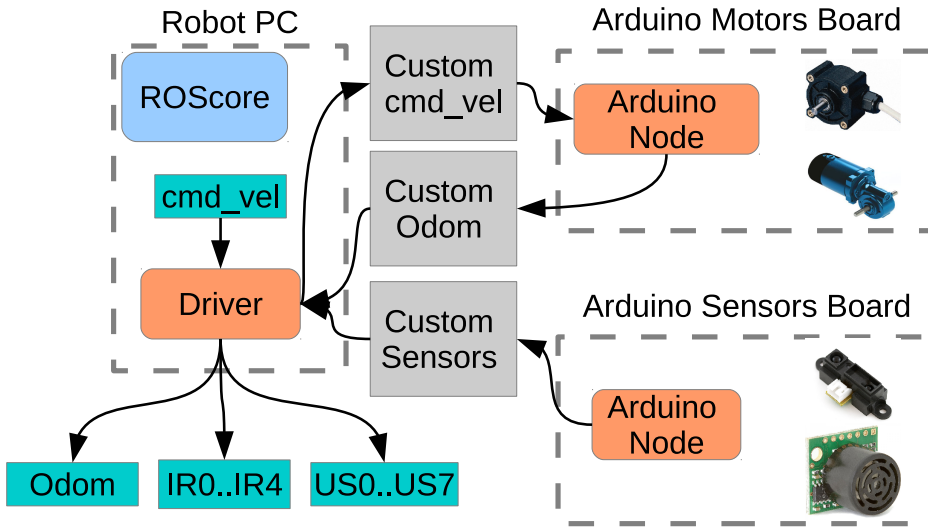 Robot PC
Arduino Motors Board
ROScore
Custom
cmd_vel
Arduino
Node
cmd_vel
Custom
Odom
Driver
Custom
Sensors
Arduino Sensors Board
Arduino
Node
Odom
IR0..IR4
US0..US7